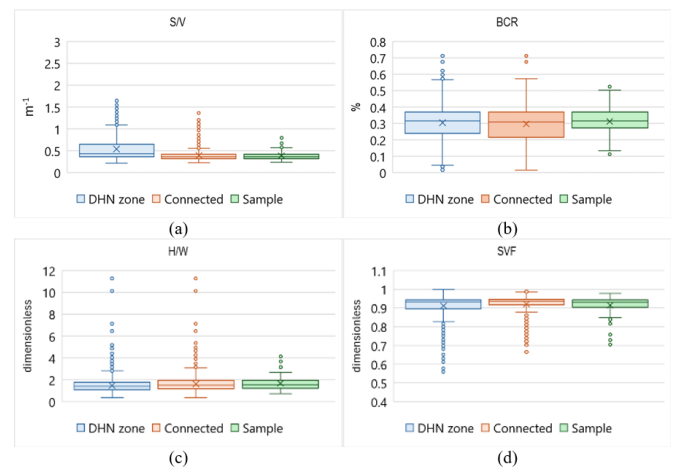 S/V
3
2.5
2
1.5
1
0.5
0
m-1
DHN zone Connected Sample
(a)
BCR
0.8
0.7
0.6
0.5
0.4
0.3
0.2
0.1
0
%
DHN zone Connected Sample
(b)
H/W
12
10
8
6
4
2
0
dimensionless
DHN zone Connected Sample
(c)
SVF
1.1
1
0.9
0.8
0.7
0.6
0.5
0.4
dimensionless
DHN zone Connected Sample
(d)